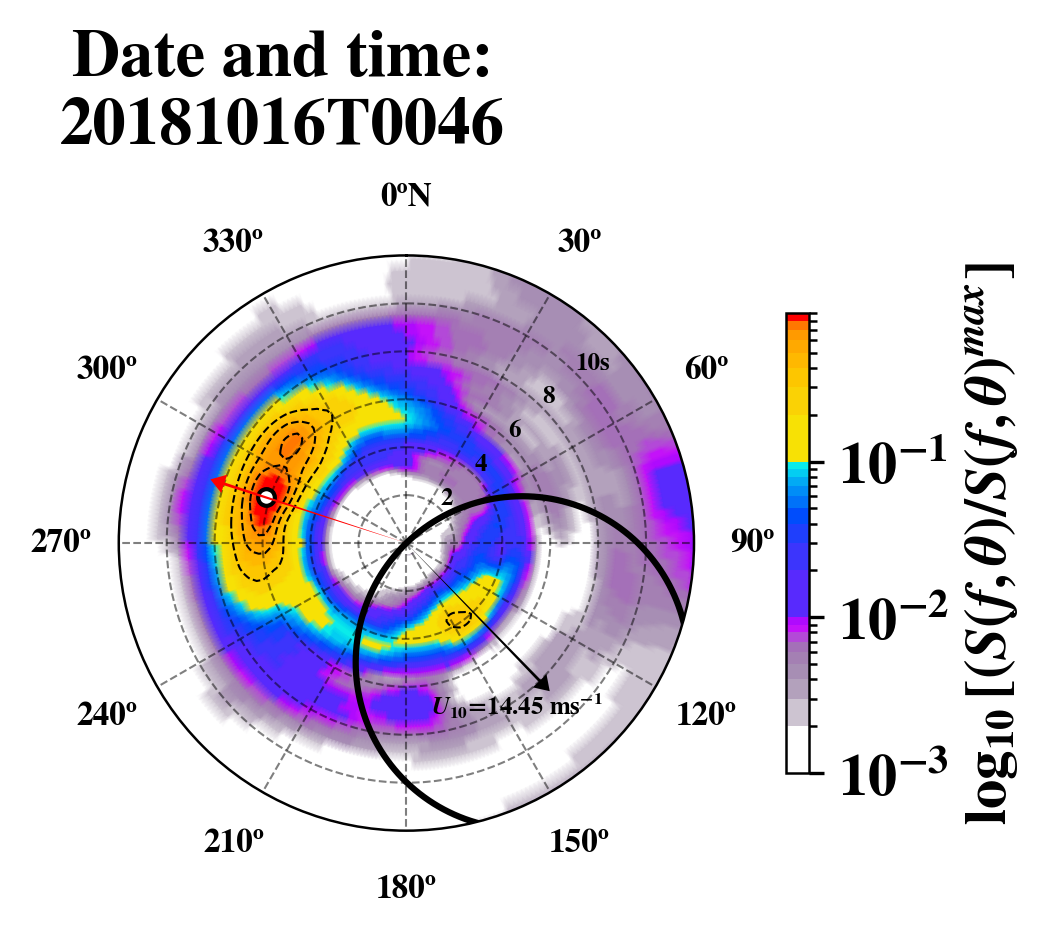 Date and time:
20181016T0046
0ºN
330º
30º
300º
60º
10s
8
6
4
2
270º
90º
U₁₀=14.45 ms⁻¹
240º
120º
210º
150º
180º
10⁻¹
10⁻²
10⁻³
log₁₀ [(S(f,θ)/S(f,θ)ᵐᵃˣ]